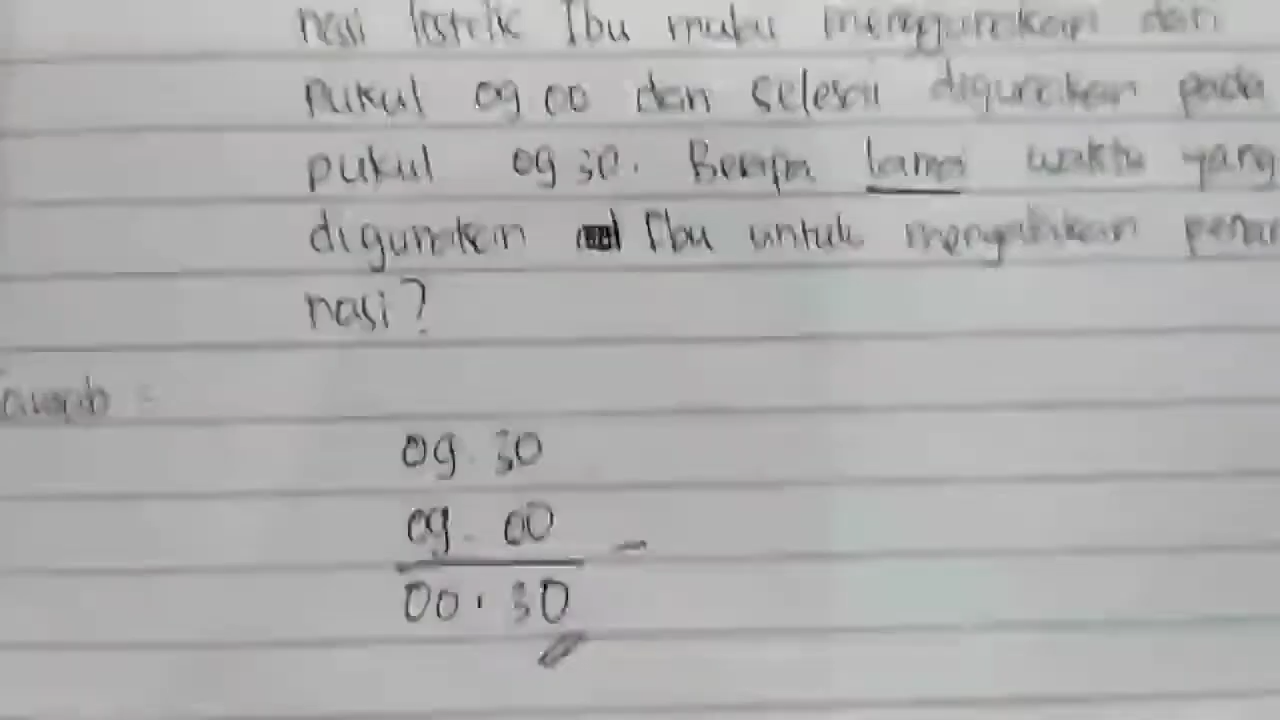 nasi listrik Ibu mulai menggunakan dari
pukul 09 00 dan selesai digunakan pada
pukul 09 30. Berapa lama waktu yang
digunakan Ibu untuk
nasi?
09.30
09.00 -
00.30